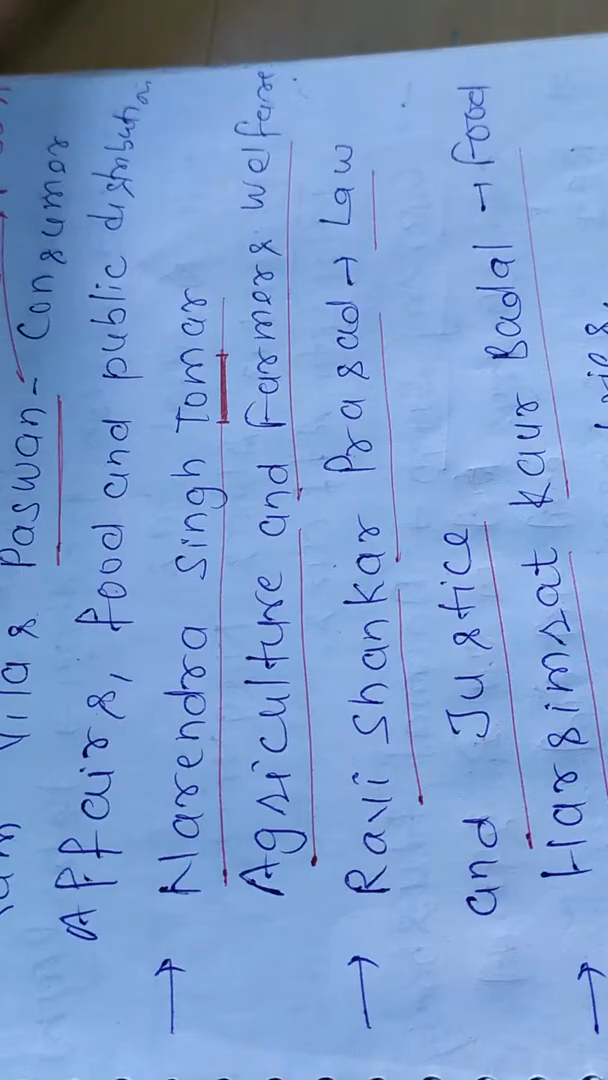 Vilas Paswan - Consumer
Affairs, food and public distribution
→ Narendra Singh Tomar
Agriculture and Farmers welfare
→ Ravi Shankar Prasad → Law
and Justice
→ Harsimrat Kaur Badal → Food